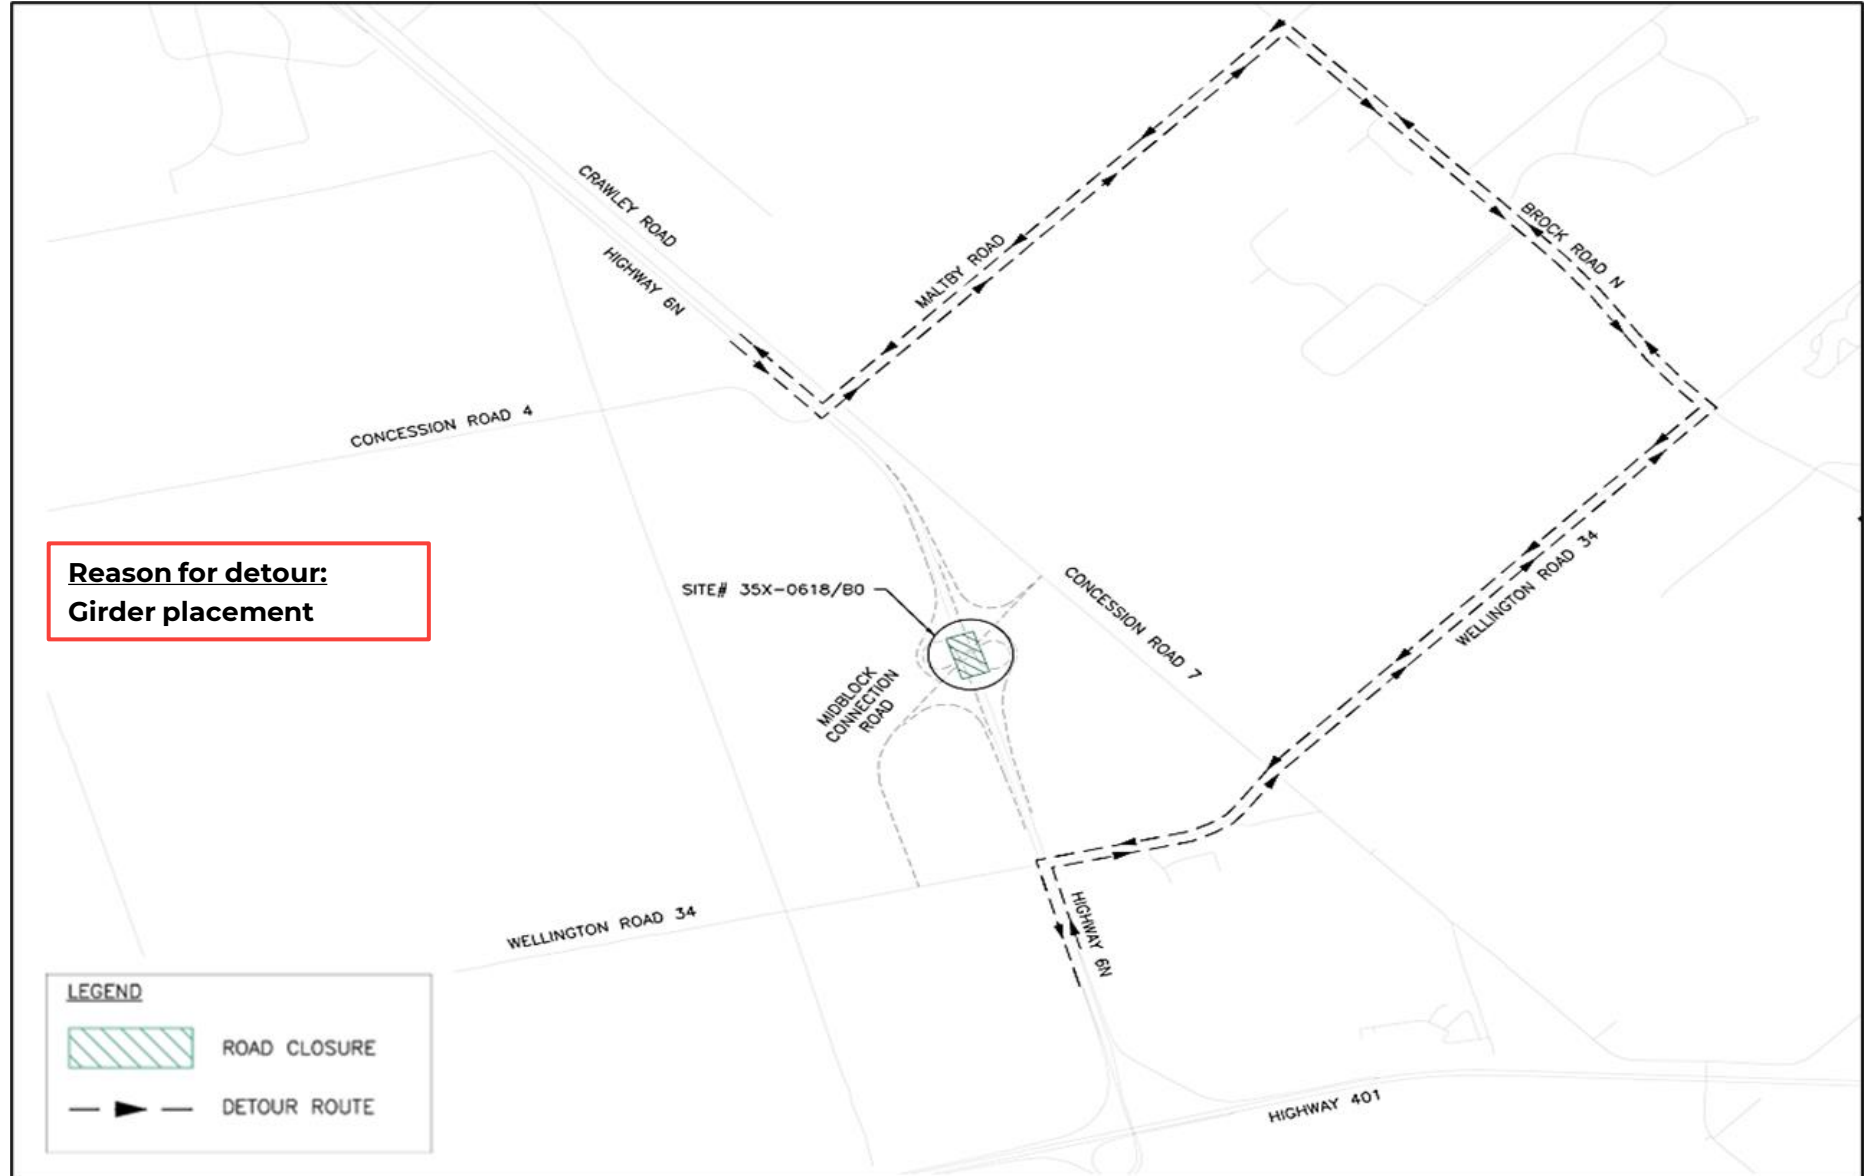 CRAWLEY ROAD
HIGHWAY 6N
MALTBY ROAD
BROCK ROAD N
CONCESSION ROAD 4
Reason for detour:
Girder placement
SITE# 35X-0618/B0
CONCESSION ROAD 7
WELLINGTON ROAD 34
MIDBLOCK
CONNECTION
ROAD
HIGHWAY 6N
WELLINGTON ROAD 34
LEGEND
ROAD CLOSURE
DETOUR ROUTE
HIGHWAY 401